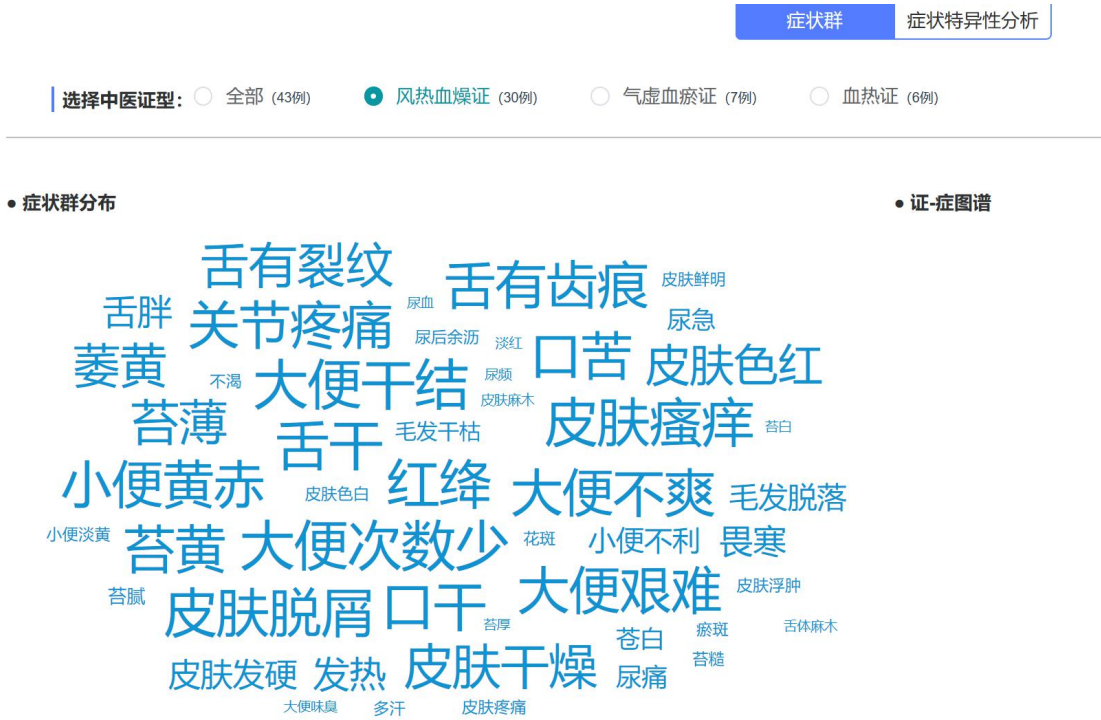 症状群 症状特异性分析
选择中医证型: 全部 (43例) 风热血燥证 (30例) 气虚血瘀证 (7例) 血热证 (6例)
• 症状群分布 • 证-症图谱
舌有裂纹
舌有齿痕
皮肤鲜明
舌胖
关节疼痛
尿血
尿急
尿后余沥
淡红
口苦
皮肤色红
萎黄
不渴
大便干结
尿频
皮肤麻木
苔薄
舌干
毛发干枯
皮肤瘙痒
苔白
小便黄赤
皮肤色白
红绛
大便不爽
毛发脱落
小便淡黄
苔黄
大便次数少
花斑
小便不利
畏寒
苔腻
皮肤脱屑
口干
苔厚
大便艰难
皮肤浮肿
苍白
瘀斑
舌体麻木
皮肤发硬
发热
皮肤干燥
尿痛
苔糙
大便味臭
多汗
皮肤疼痛